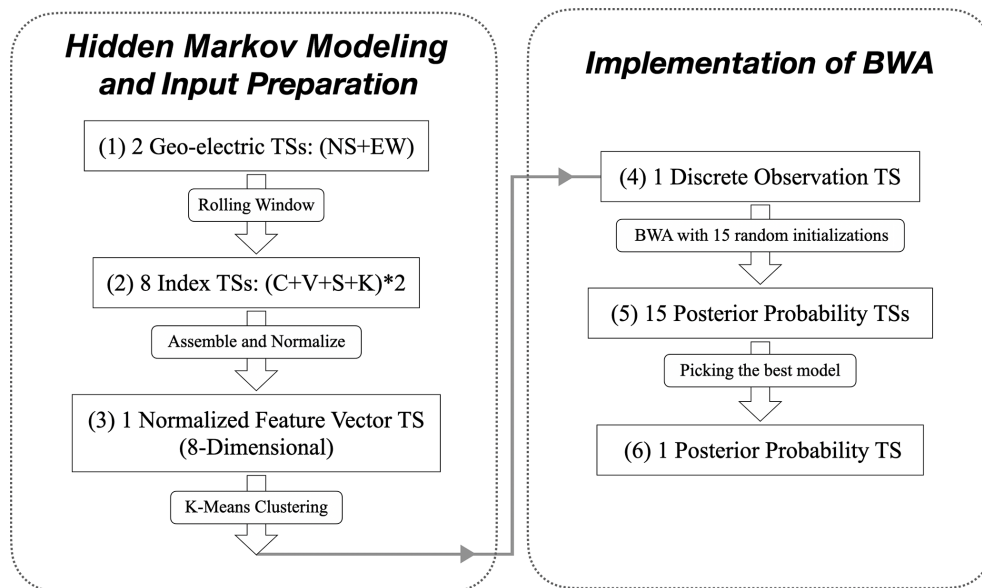 Hidden Markov Modeling
and Input Preparation
(1) 2 Geo-electric TSs: (NS+EW)
Rolling Window
(2) 8 Index TSs: (C+V+S+K)*2
Assemble and Normalize
(3) 1 Normalized Feature Vector TS
(8-Dimensional)
K-Means Clustering
Implementation of BWA
(4) 1 Discrete Observation TS
BWA with 15 random initializations
(5) 15 Posterior Probability TSs
Picking the best model
(6) 1 Posterior Probability TS